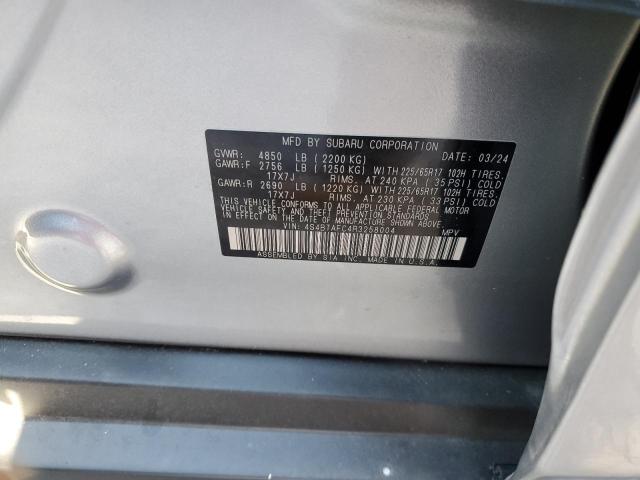 MFD BY SUBARU CORPORATION 03/24
GVWR: 4850 LB (2200 KG)
GAWR:F 2756 LB (1250 KG) WITH 225/65R17 102H TIRES.
17X7J RIMS. AT 240 KPA (35 PSI) COLD
GAWR:R 2690 LB (1220 KG) WITH 225/65R17 102H TIRES.
17X7J RIMS. AT 230 KPA (33 PSI) COLD
THIS VEHICLE CONFORMS TO ALL APPLICABLE FEDERAL MOTOR
VEHICLE SAFETY AND THEFT PREVENTION STANDARDS
IN EFFECT ON THE DATE OF MANUFACTURE SHOWN ABOVE.
VIN: 4S4BTAFC4R3258004 MPV
ASSEMBLED BY SIA INC. MADE IN U.S.A.